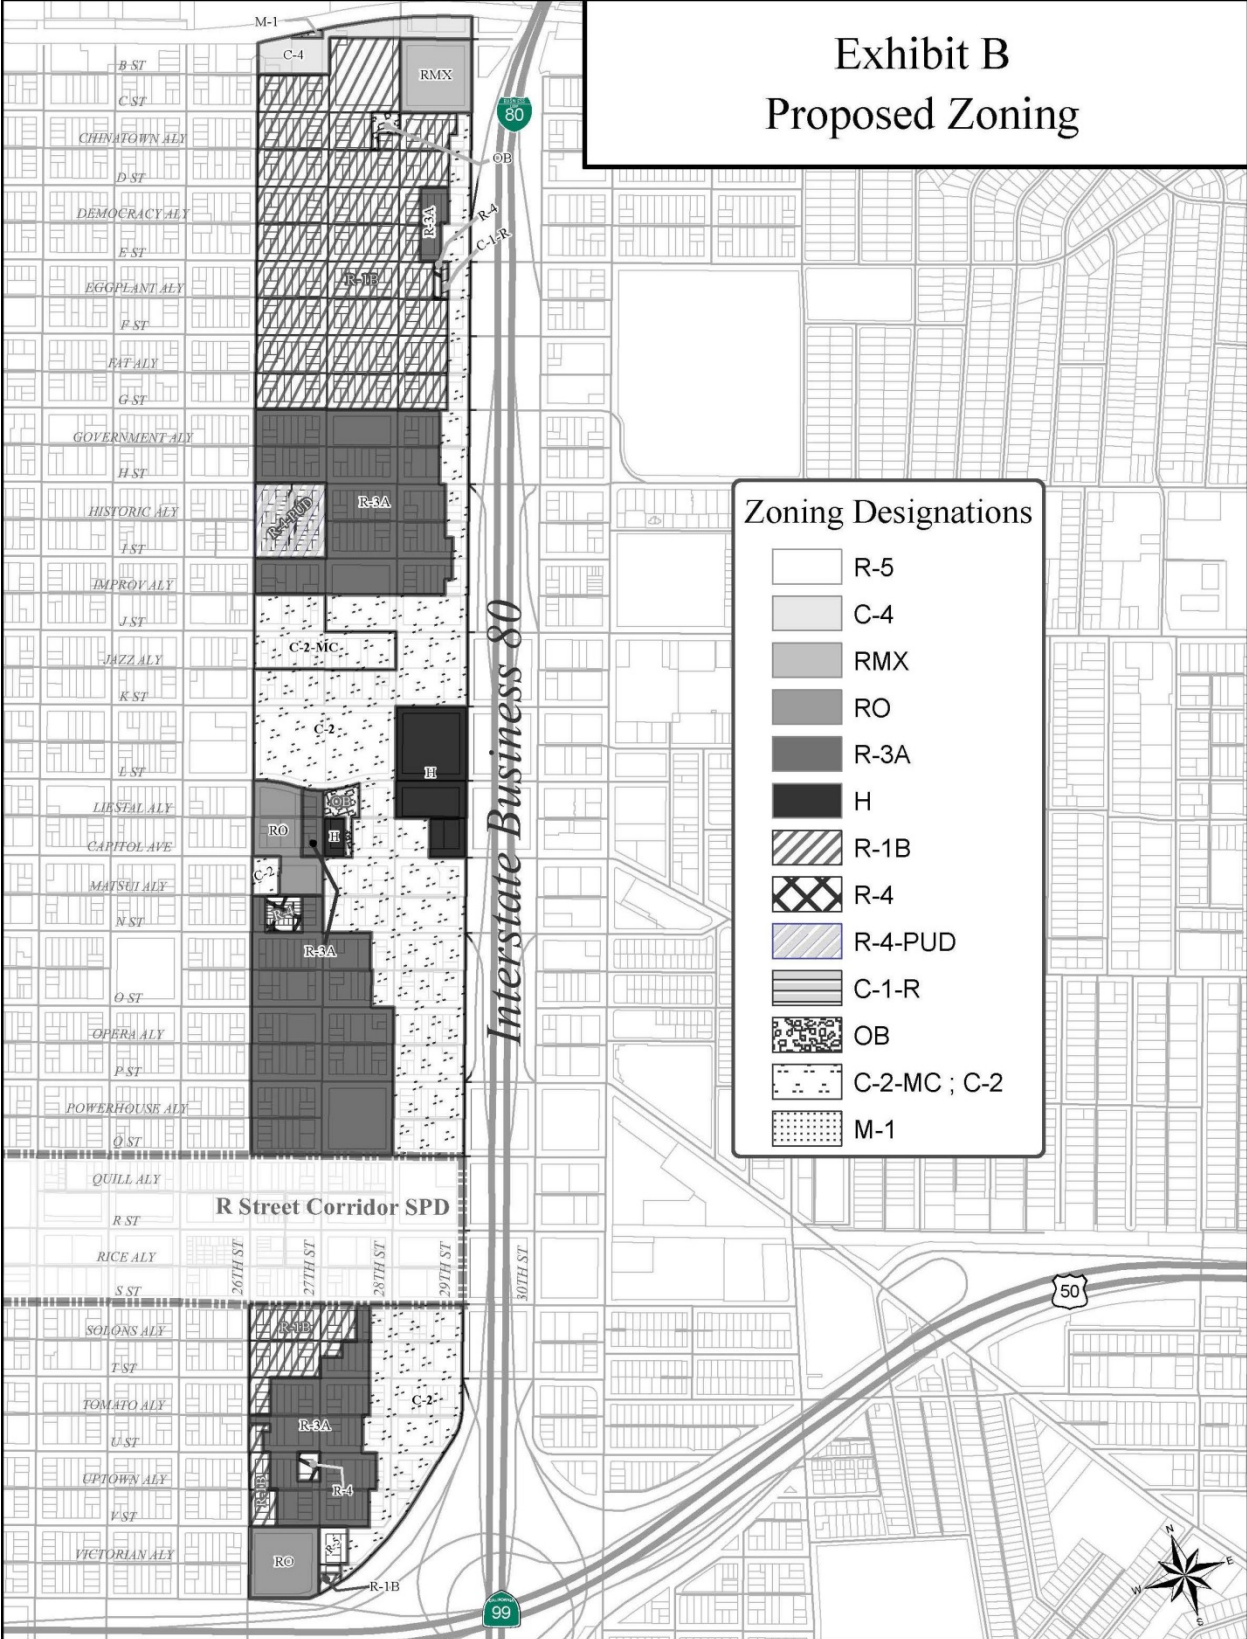 Exhibit B
Proposed Zoning
M-1
C-4
B ST
RMX
C ST
80
CHINATOWN ALY
OB
D ST
DEMOCRACY ALY
R-3A
R-4
C-1-R
E ST
R-1B
EGGPLANT ALY
F ST
FAT ALY
G ST
GOVERNMENT ALY
H ST
R-3A
HISTORIC ALY
R-4-PUD
I ST
IMPROV ALY
J ST
C-2-MC
JAZZ ALY
K ST
C-2
L ST
H
LIESTAL ALY
OB
RO
H
CAPITOL AVE
C-2
MATSUI ALY
R-4
N ST
R-3A
O ST
OPERA ALY
P ST
POWERHOUSE ALY
Q ST
QUILL ALY
R Street Corridor SPD
R ST
RICE ALY
S ST
26TH ST
27TH ST
28TH ST
29TH ST
30TH ST
Interstate Business 80
SOLONS ALY
R-1B
T ST
TOMATO ALY
C-2
R-3A
U ST
UPTOWN ALY
R-1B
R-4
V ST
VICTORIAN ALY
RO
R-5
R-1B
50
CALIFORNIA
99
Zoning Designations
R-5
C-4
RMX
RO
R-3A
H
R-1B
R-4
R-4-PUD
C-1-R
OB
C-2-MC ; C-2
M-1
N
E
W
S